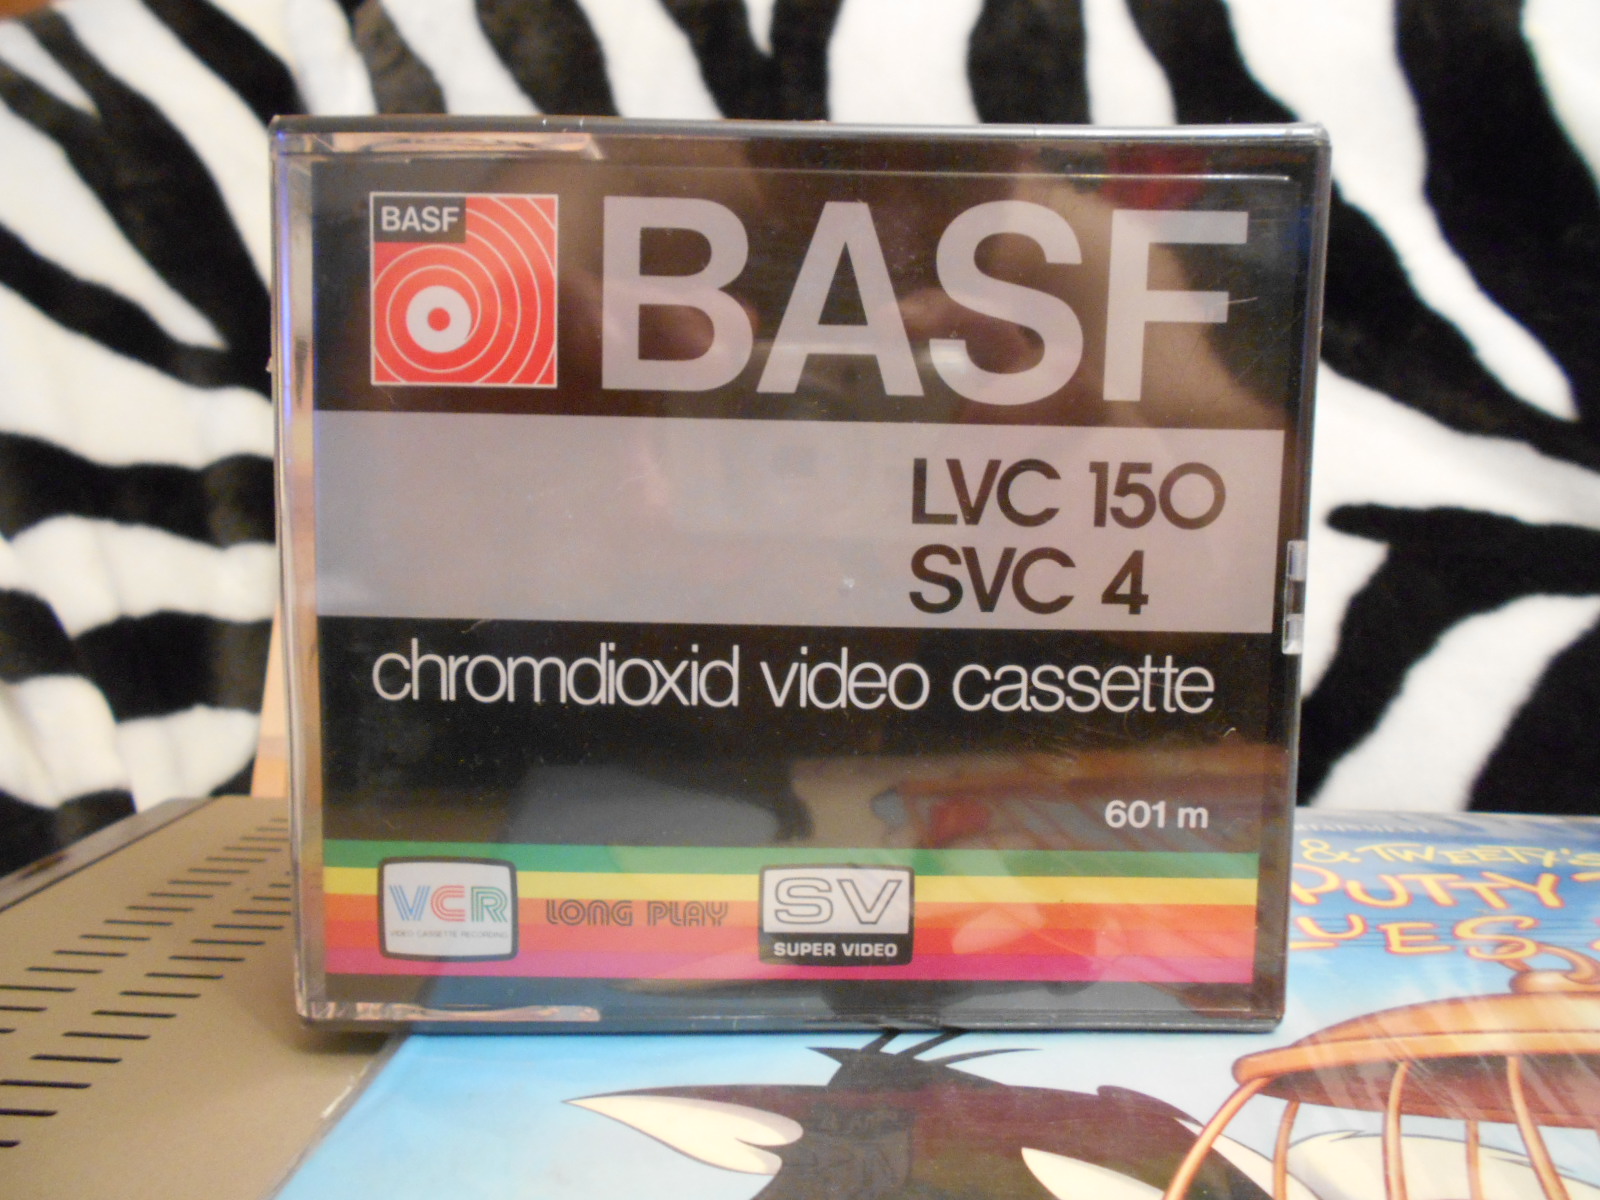 BASF
BASF
LVC 150
SVC 4
chromdioxid video cassette
601 m
VCR
VIDEO CASSETTE RECORDING
LONG PLAY
SV
SUPER VIDEO
& TWEETY'S
PUTTY